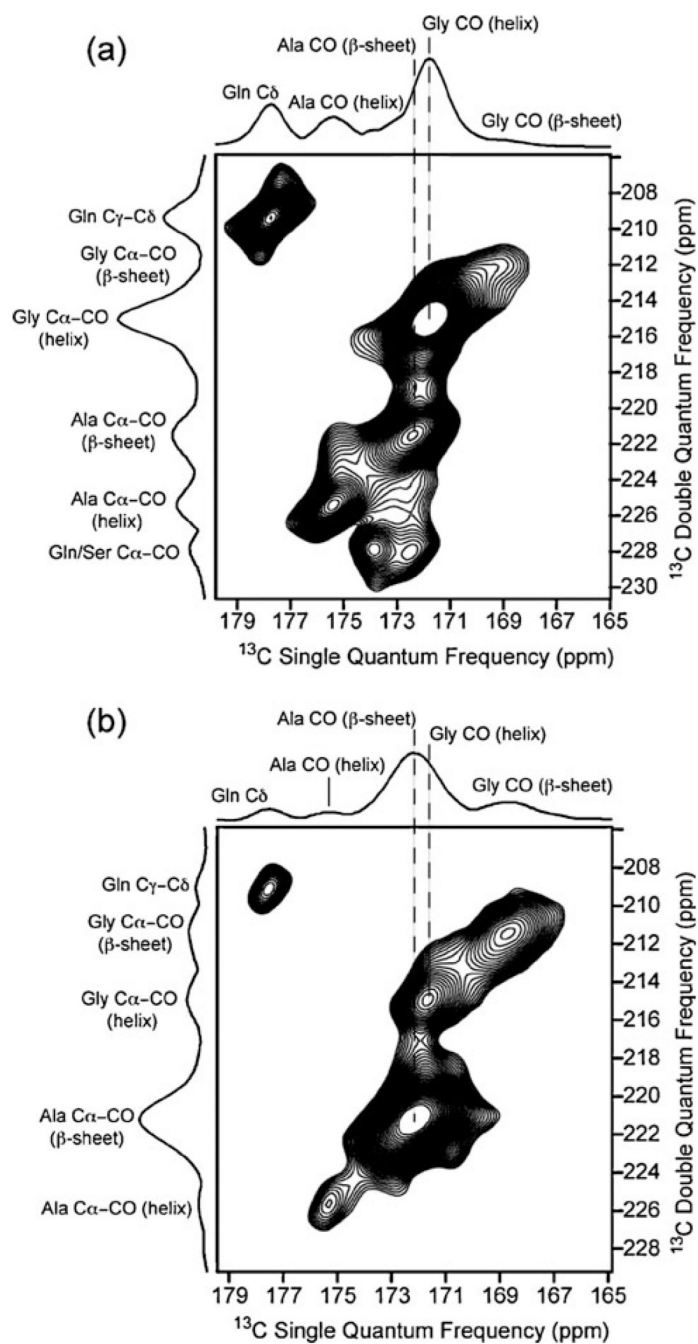 (a)
Gly CO (helix)
Ala CO (β-sheet)
Gln Cδ
Ala CO (helix)
Gly CO (β-sheet)
Gln Cγ–Cδ
Gly Cα–CO
(β-sheet)
Gly Cα–CO
(helix)
Ala Cα–CO
(β-sheet)
Ala Cα–CO
(helix)
Gln/Ser Cα–CO
208
210
212
214
216
218
220
222
224
226
228
230
¹³C Double Quantum Frequency (ppm)
179 177 175 173 171 169 167 165
¹³C Single Quantum Frequency (ppm)
(b)
Ala CO (β-sheet)
Gly CO (helix)
Ala CO (helix)
Gln Cδ
Gly CO (β-sheet)
Gln Cγ–Cδ
Gly Cα–CO
(β-sheet)
Gly Cα–CO
(helix)
Ala Cα–CO
(β-sheet)
Ala Cα–CO (helix)
208
210
212
214
216
218
220
222
224
226
228
¹³C Double Quantum Frequency (ppm)
179 177 175 173 171 169 167 165
¹³C Single Quantum Frequency (ppm)